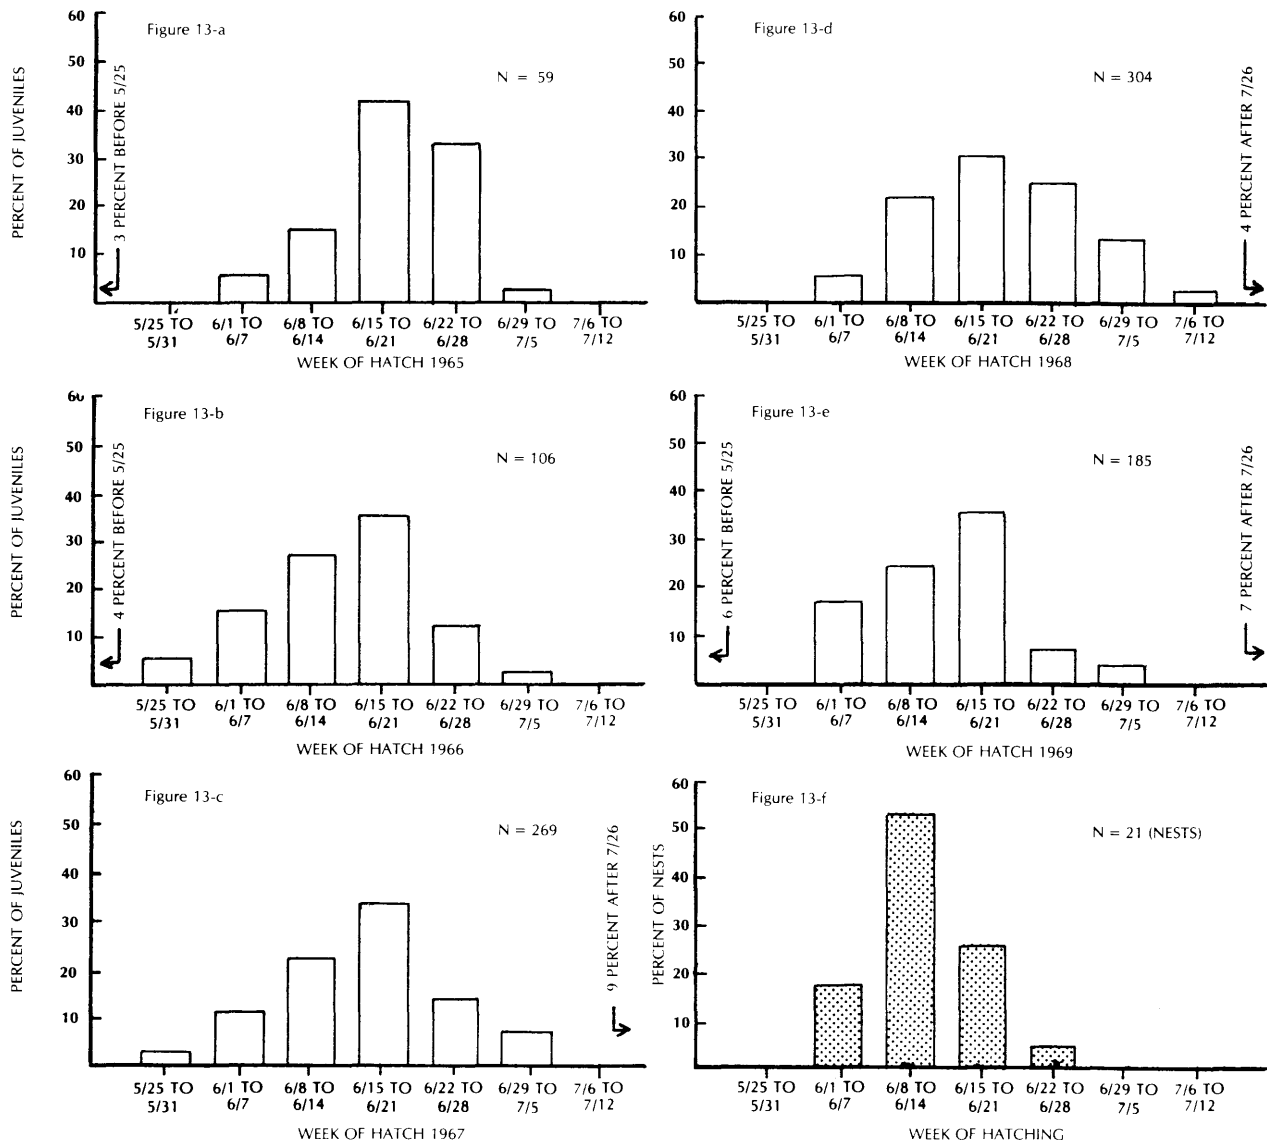 Figure 13-a
N = 59
PERCENT OF JUVENILES
60
50
40
30
20
10
3 PERCENT BEFORE 5/25
5/25 TO 5/31
6/1 TO 6/7
6/8 TO 6/14
6/15 TO 6/21
6/22 TO 6/28
6/29 TO 7/5
7/6 TO 7/12
WEEK OF HATCH 1965
Figure 13-d
N = 304
60
50
40
30
20
10
4 PERCENT AFTER 7/26
5/25 TO 5/31
6/1 TO 6/7
6/8 TO 6/14
6/15 TO 6/21
6/22 TO 6/28
6/29 TO 7/5
7/6 TO 7/12
WEEK OF HATCH 1968
Figure 13-b
N = 106
PERCENT OF JUVENILES
60
50
40
30
20
10
4 PERCENT BEFORE 5/25
5/25 TO 5/31
6/1 TO 6/7
6/8 TO 6/14
6/15 TO 6/21
6/22 TO 6/28
6/29 TO 7/5
7/6 TO 7/12
WEEK OF HATCH 1966
Figure 13-e
N = 185
60
50
40
30
20
10
6 PERCENT BEFORE 5/25
7 PERCENT AFTER 7/26
5/25 TO 5/31
6/1 TO 6/7
6/8 TO 6/14
6/15 TO 6/21
6/22 TO 6/28
6/29 TO 7/5
7/6 TO 7/12
WEEK OF HATCH 1969
Figure 13-c
N = 269
PERCENT OF JUVENILES
60
50
40
30
20
10
9 PERCENT AFTER 7/26
5/25 TO 5/31
6/1 TO 6/7
6/8 TO 6/14
6/15 TO 6/21
6/22 TO 6/28
6/29 TO 7/5
7/6 TO 7/12
WEEK OF HATCH 1967
Figure 13-f
N = 21 (NESTS)
PERCENT OF NESTS
60
50
40
30
20
10
5/25 TO 5/31
6/1 TO 6/7
6/8 TO 6/14
6/15 TO 6/21
6/22 TO 6/28
6/29 TO 7/5
7/6 TO 7/12
WEEK OF HATCHING